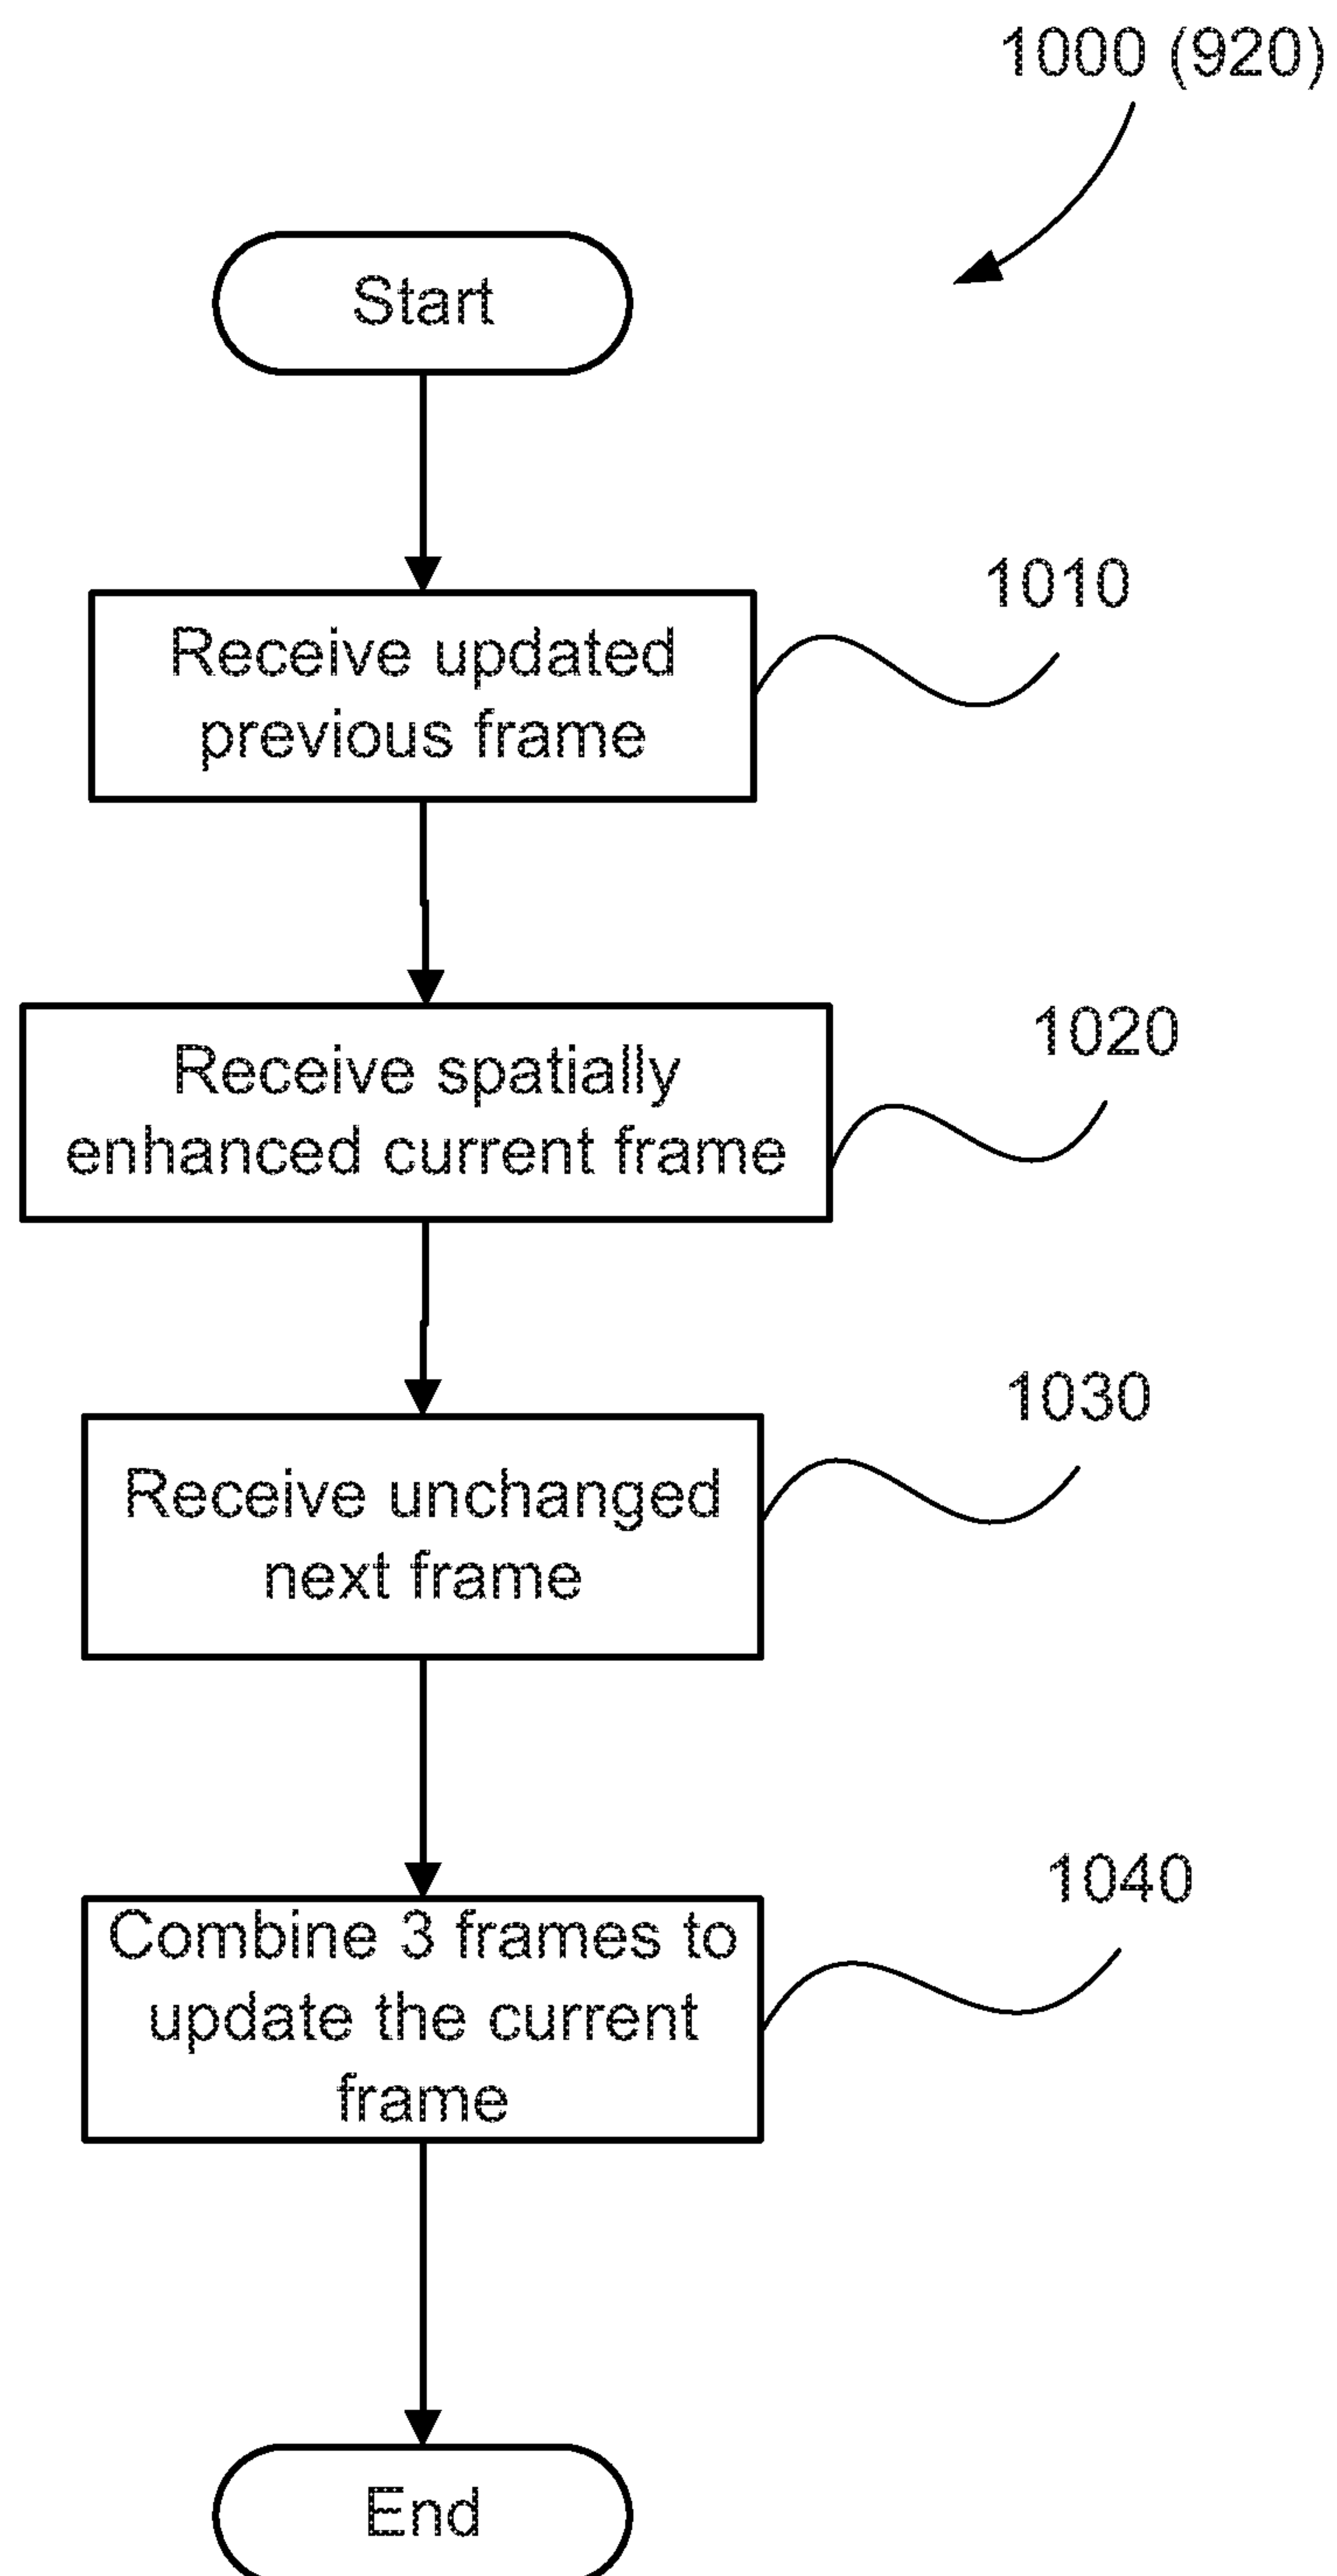 1000 (920)
Start
1010
Receive updated
previous frame
1020
Receive spatially
enhanced current frame
1030
Receive unchanged
next frame
1040
Combine 3 frames to
update the current
frame
End